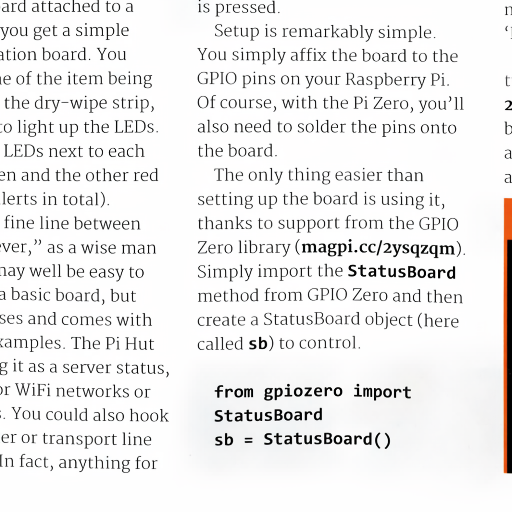 ard attached to a
you get a simple
ation board. You
e of the item being
the dry-wipe strip,
to light up the LEDs.
LEDs next to each
en and the other red
lerts in total).
fine line between
ever,” as a wise man
may well be easy to
a basic board, but
ses and comes with
xamples. The Pi Hut
g it as a server status,
or WiFi networks or
s. You could also hook
er or transport line
In fact, anything for
is pressed.
Setup is remarkably simple.
You simply affix the board to the
GPIO pins on your Raspberry Pi.
Of course, with the Pi Zero, you’ll
also need to solder the pins onto
the board.
The only thing easier than
setting up the board is using it,
thanks to support from the GPIO
Zero library (magpi.cc/2ysqzqm).
Simply import the StatusBoard
method from GPIO Zero and then
create a StatusBoard object (here
called sb) to control.
from gpiozero import
StatusBoard
sb = StatusBoard()